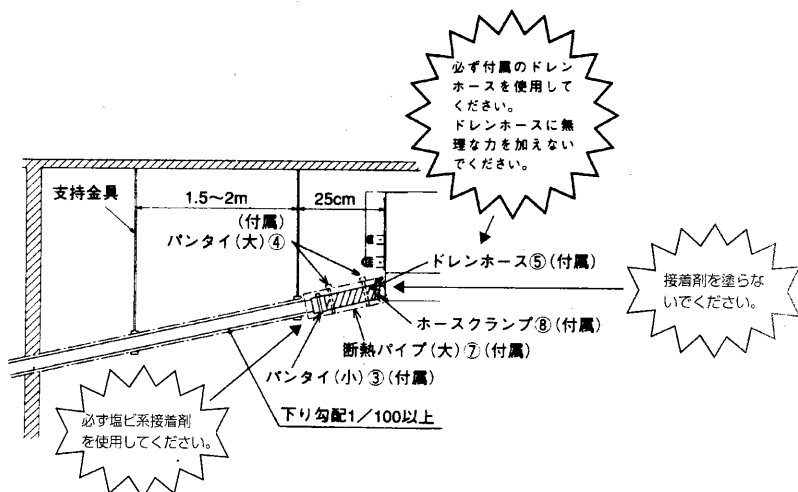 必ず付属のドレン
ホースを使用して
ください。
ドレンホースに無
理な力を加えない
でください。
支持金具
1.5〜2m
25cm
(付属)
バンタイ(大)④
ドレンホース⑤(付属)
接着剤を塗らな
いでください。
ホースクランプ⑧(付属)
断熱パイプ(大)⑦(付属)
バンタイ(小)③(付属)
下り勾配1/100以上
必ず塩ビ系接着剤
を使用してください。